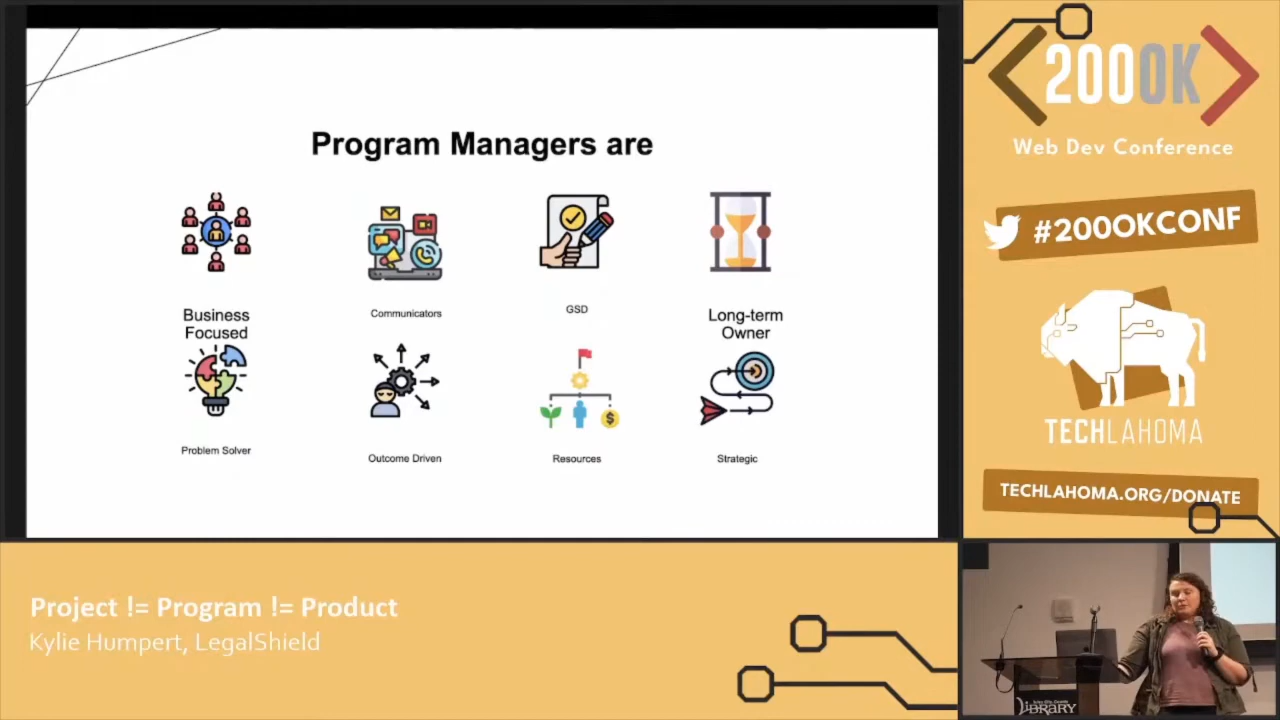 Program Managers are
Business
Focused
Communicators
GSD
Long-term
Owner
Problem Solver
Outcome Driven
Resources
Strategic
<200OK>
Web Dev Conference
#200OKCONF
TECHLAHOMA
TECHLAHOMA.ORG/DONATE
Project != Program != Product
Kylie Humpert, LegalShield
LIBRARY